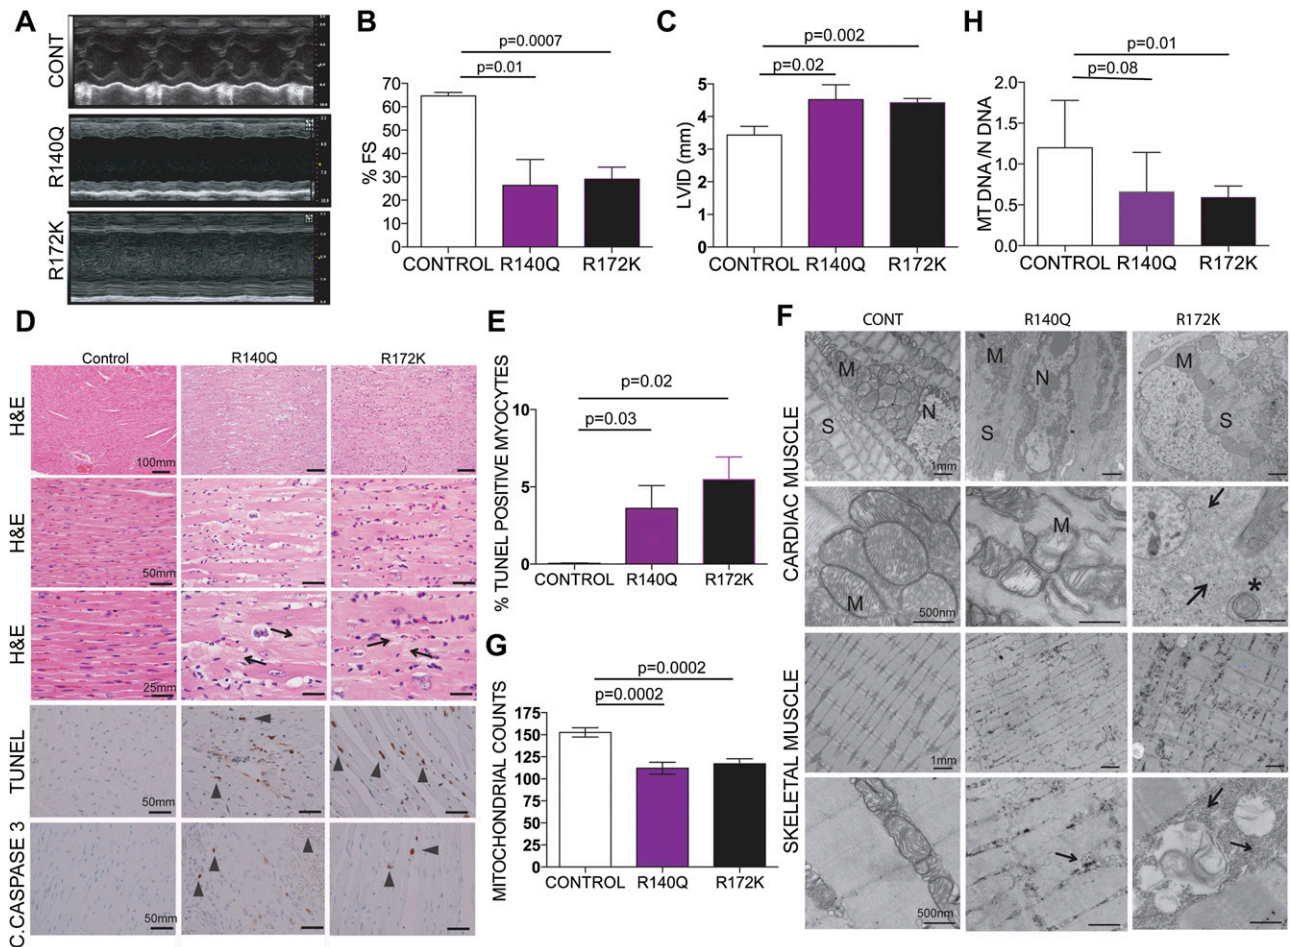 A
CONT
R140Q
R172K
B
p=0.0007
p=0.01
% FS
70
60
50
40
30
20
10
0
CONTROL R140Q R172K
C
p=0.002
p=0.02
LVID (mm)
5
4
3
2
1
0
CONTROL R140Q R172K
H
p=0.01
p=0.08
MT DNA /N DNA
2.0
1.5
1.0
0.5
0.0
CONTROL R140Q R172K
D
Control R140Q R172K
H&E
100mm
H&E
50mm
H&E
25mm
TUNEL
50mm
C.CASPASE 3
50mm
E
p=0.02
p=0.03
% TUNEL POSITIVE MYOCYTES
10
5
0
CONTROL R140Q R172K
G
p=0.0002
p=0.0002
MITOCHONDRIAL COUNTS
175
150
125
100
75
50
25
0
CONTROL R140Q R172K
F
CONT R140Q R172K
CARDIAC MUSCLE
M
N
S
1mm
M
N
S
M
S
M
500nm
M
*
SKELETAL MUSCLE
1mm
500nm